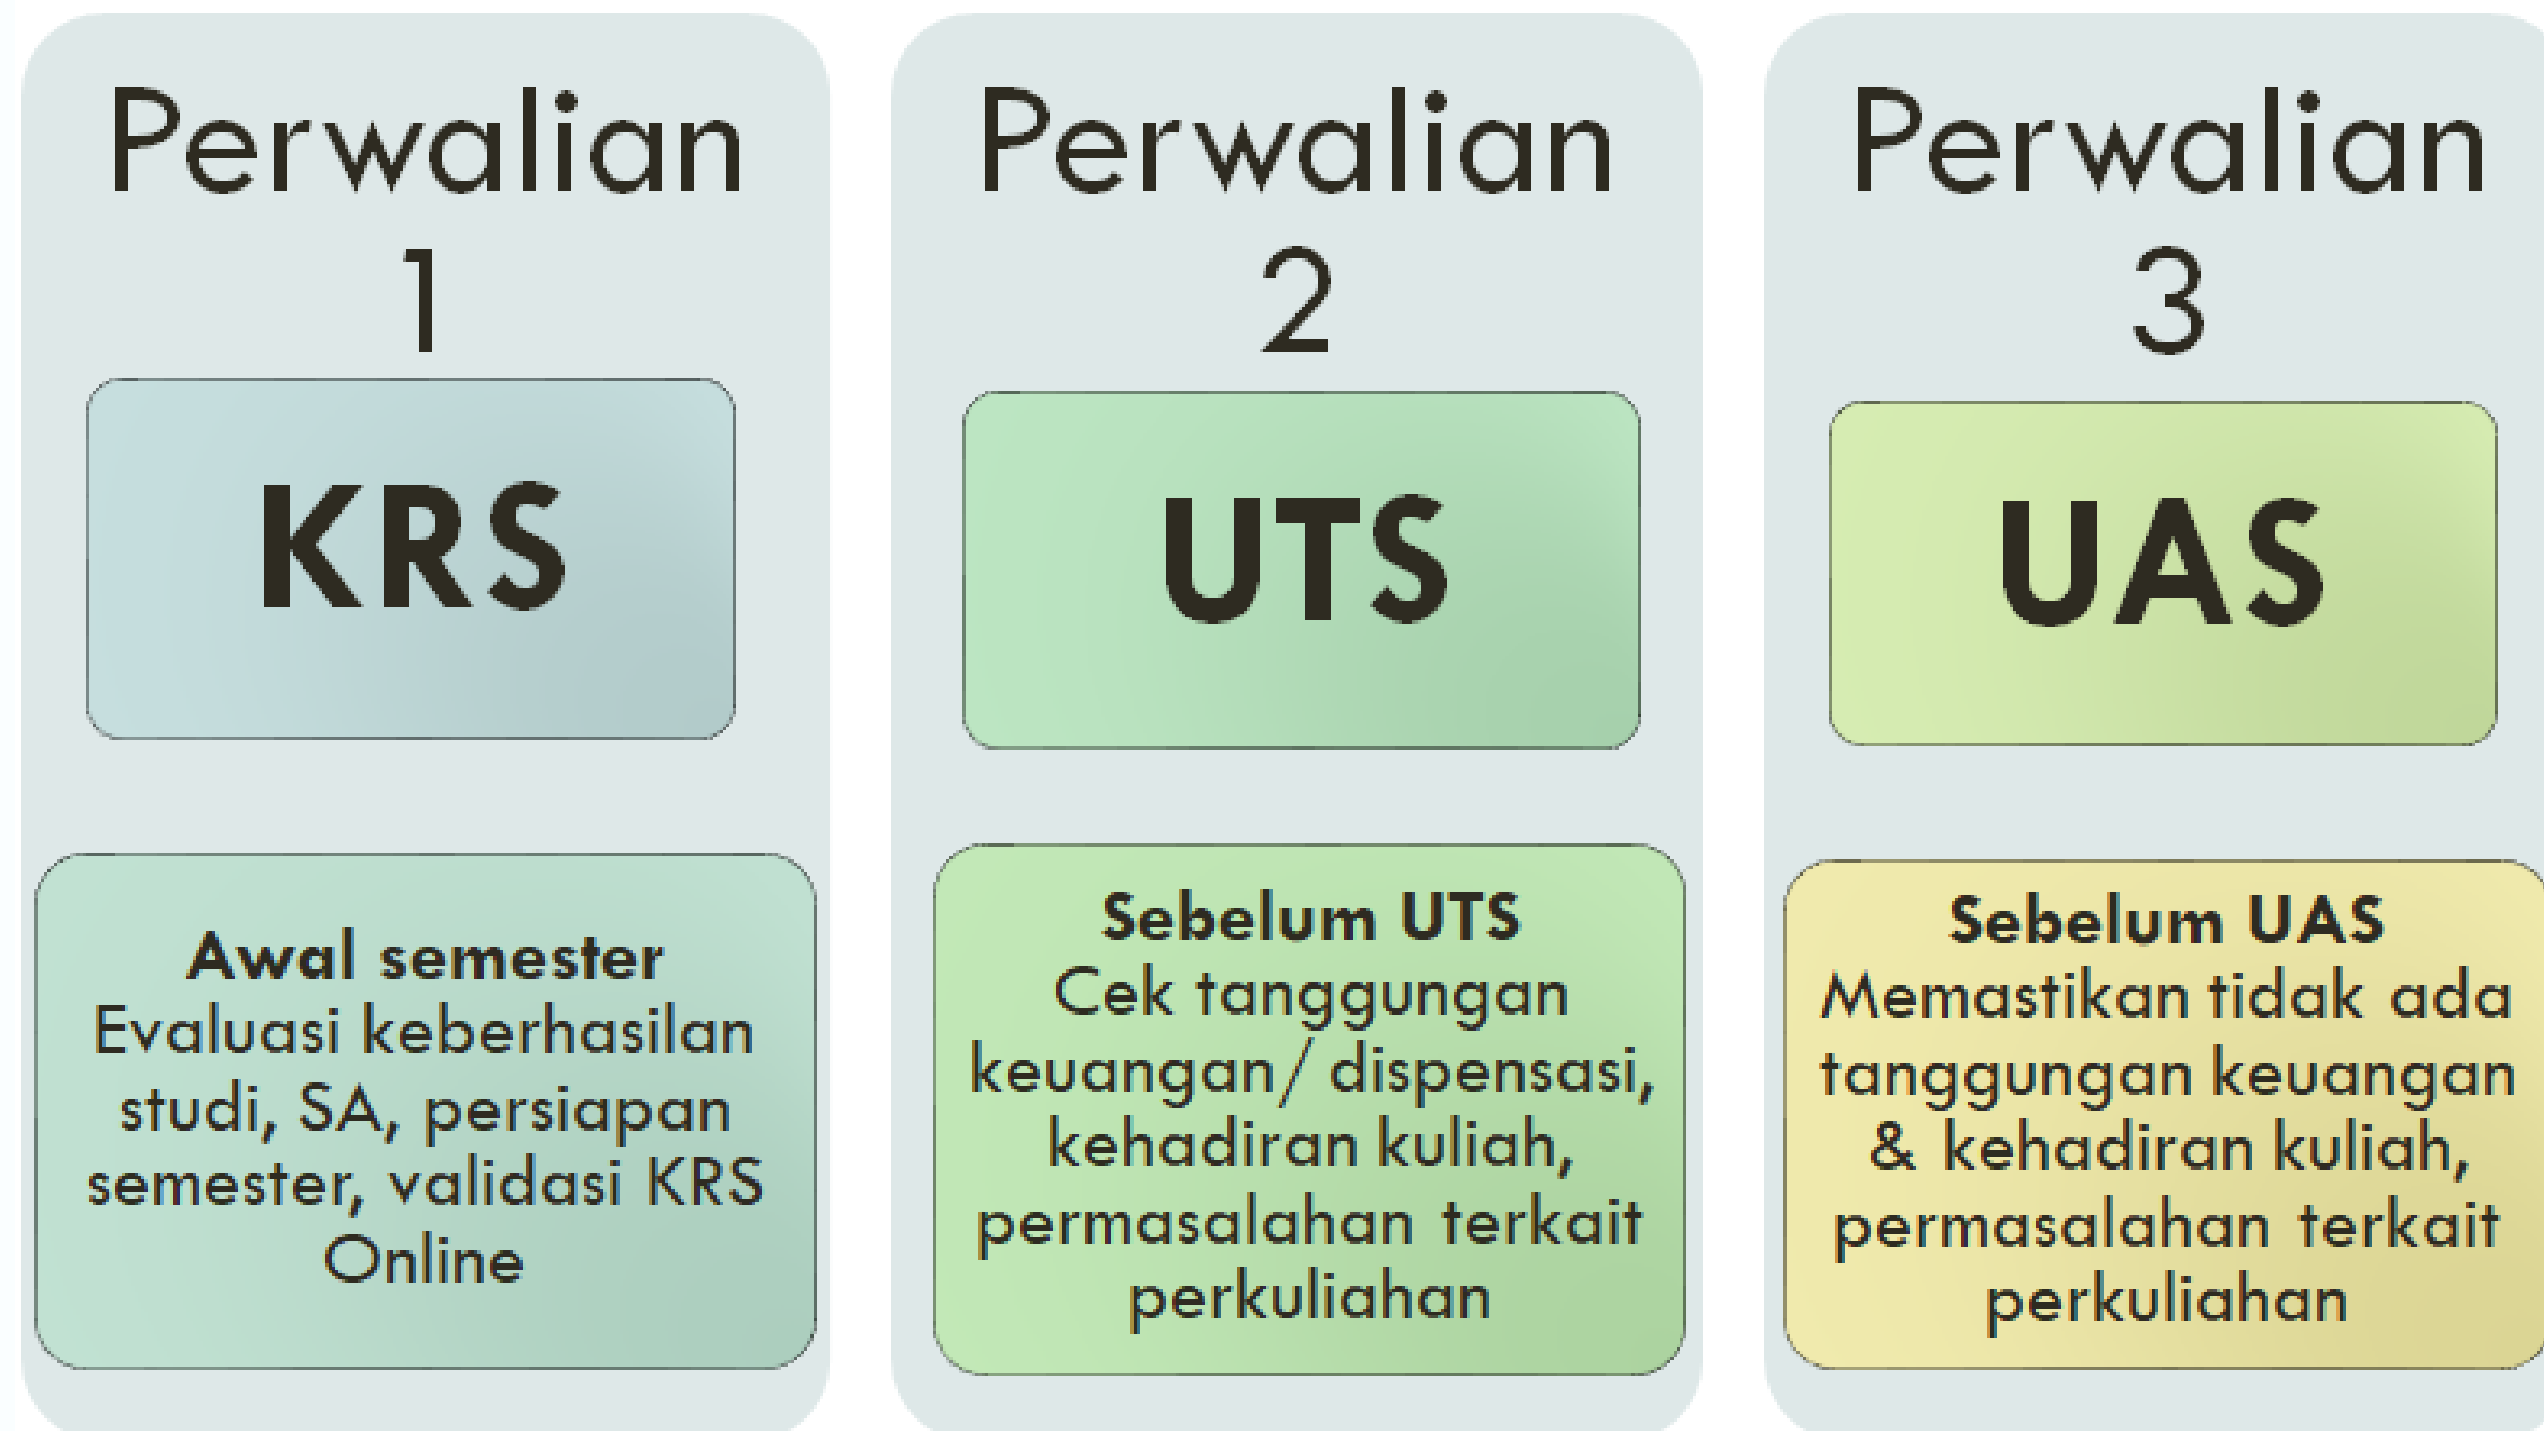 Perwalian
1
KRS
Awal semester
Evaluasi keberhasilan
studi, SA, persiapan
semester, validasi KRS
Online
Perwalian
2
UTS
Sebelum UTS
Cek tanggungan
keuangan/ dispensasi,
kehadiran kuliah,
permasalahan terkait
perkuliahan
Perwalian
3
UAS
Sebelum UAS
Memastikan tidak ada
tanggungan keuangan
& kehadiran kuliah,
permasalahan terkait
perkuliahan